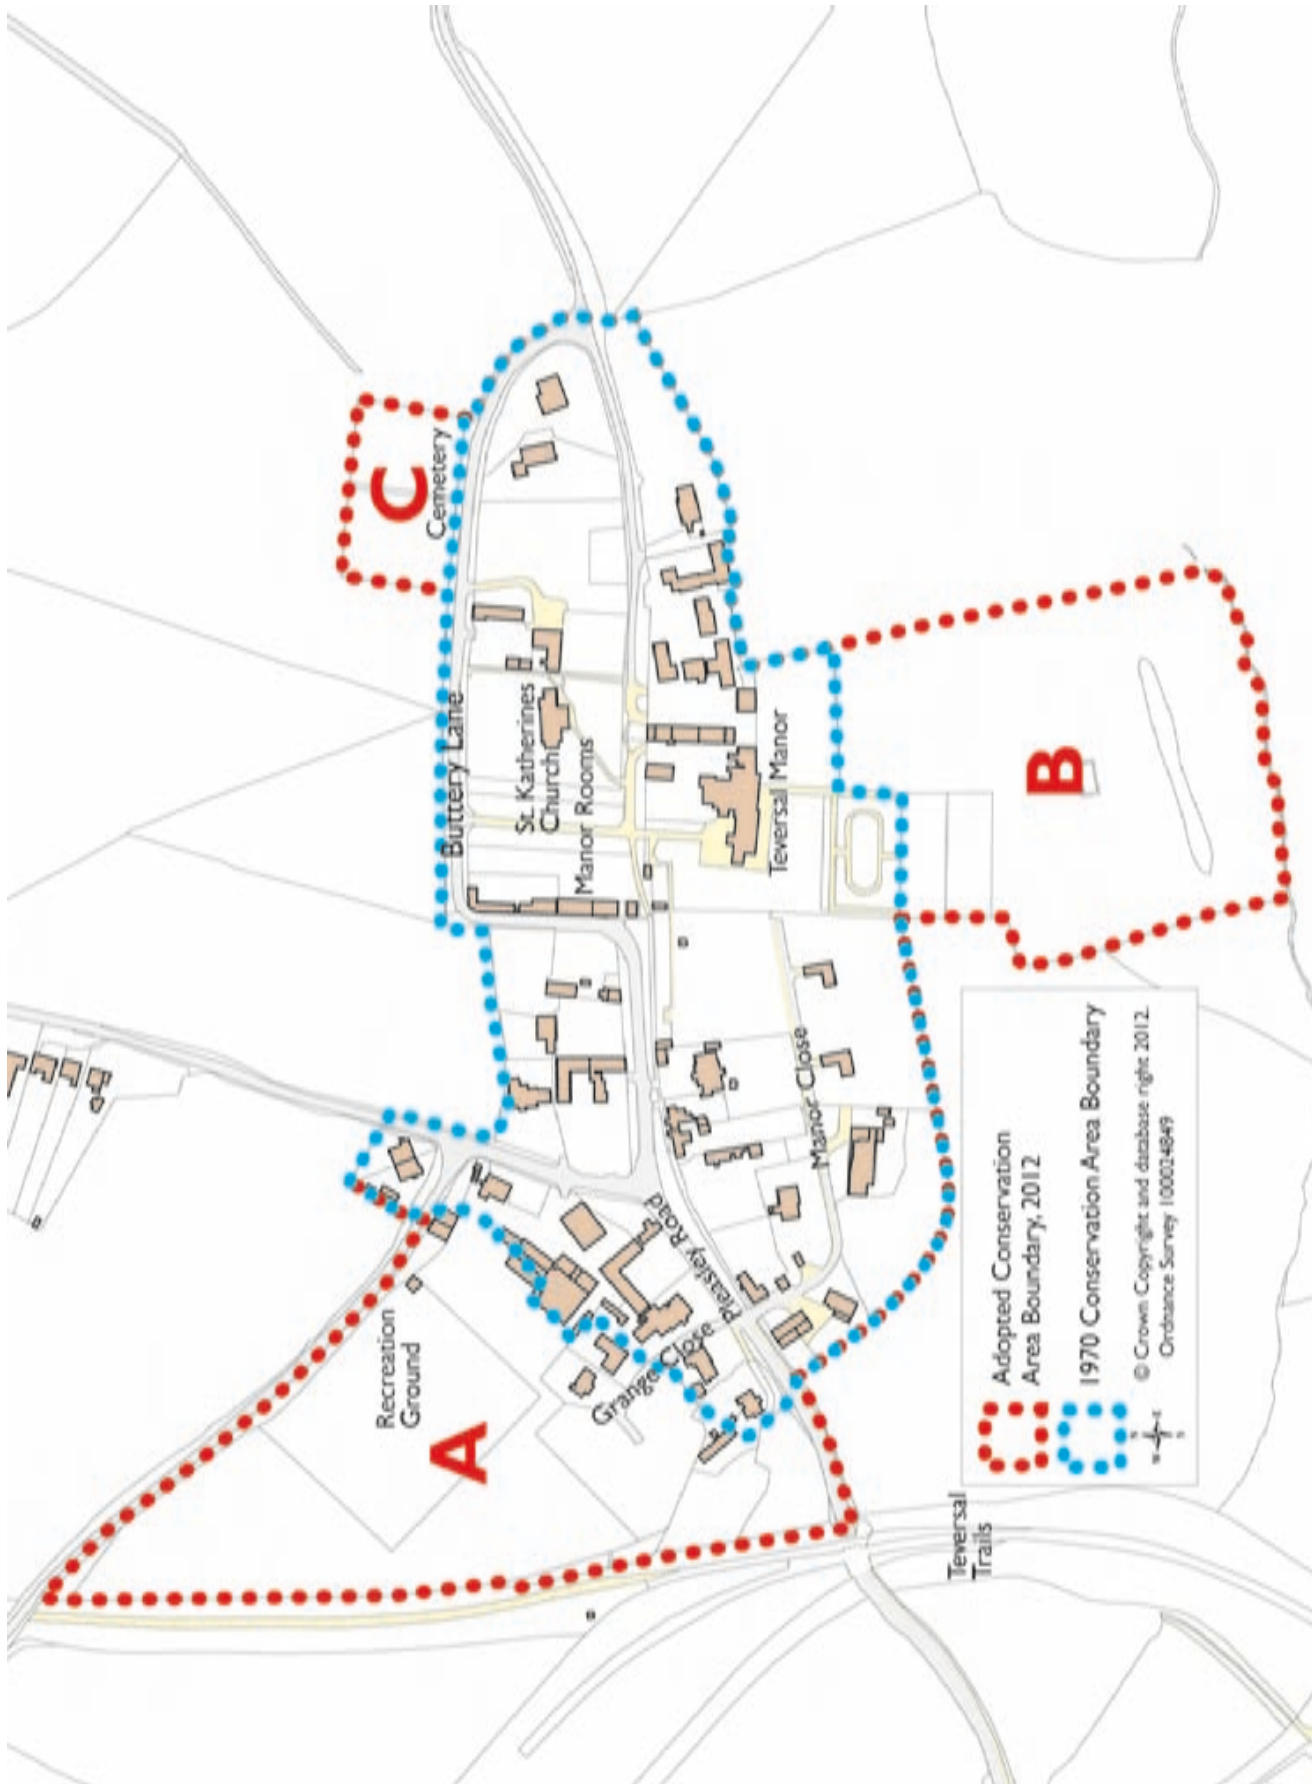 A
Recreation
Ground
Grange Close
Pleasley Road
Manor Close
Buttery Lane
St. Katherines
Church
Manor Rooms
Teversal Manor
C
Cemetery
B
Teversal
Trails
Adopted Conservation
Area Boundary, 2012
1970 Conservation Area Boundary
N
W
E
S
© Crown Copyright and database right 2012.
Ordnance Survey 100024849